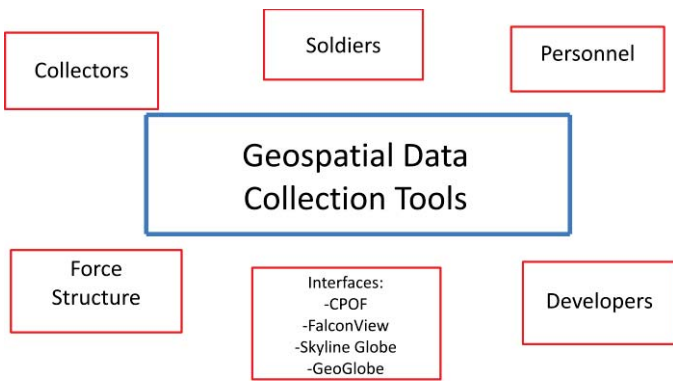 Soldiers
Collectors
Personnel
Geospatial Data
Collection Tools
Force
Structure
Interfaces:
-CPOF
-FalconView
-Skyline Globe
-GeoGlobe
Developers